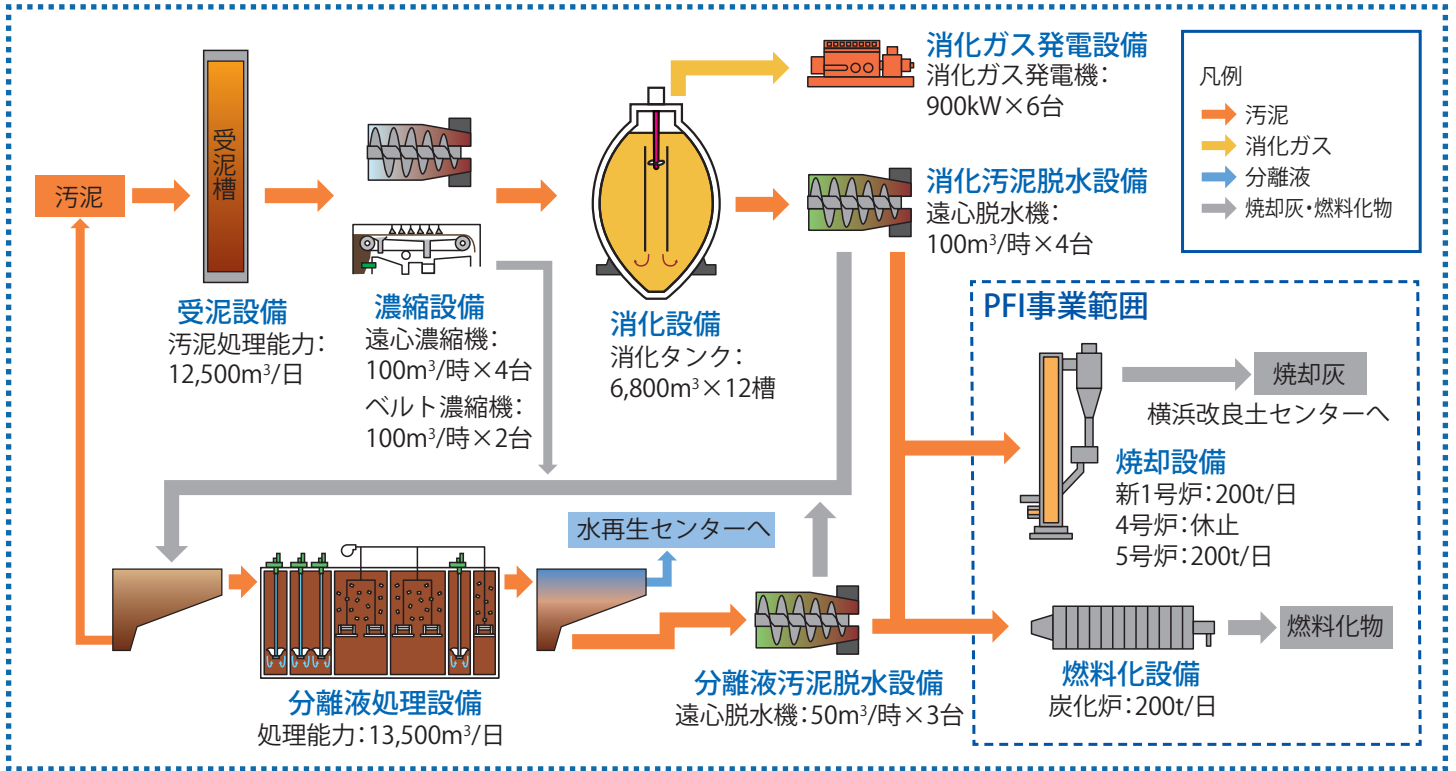 消化ガス発電設備
消化ガス発電機：
900kW×6台
凡例
汚泥
消化ガス
分離液
焼却灰・燃料化物
汚泥
受泥槽
受泥設備
汚泥処理能力：
12,500m³/日
濃縮設備
遠心濃縮機：
100m³/時×4台
ベルト濃縮機：
100m³/時×2台
消化設備
消化タンク：
6,800m³×12槽
消化汚泥脱水設備
遠心脱水機：
100m³/時×4台
PFI事業範囲
焼却灰
横浜改良土センターへ
焼却設備
新1号炉：200t/日
4号炉：休止
5号炉：200t/日
水再生センターへ
分離液処理設備
処理能力：13,500m³/日
分離液汚泥脱水設備
遠心脱水機：50m³/時×3台
燃料化物
燃料化設備
炭化炉：200t/日